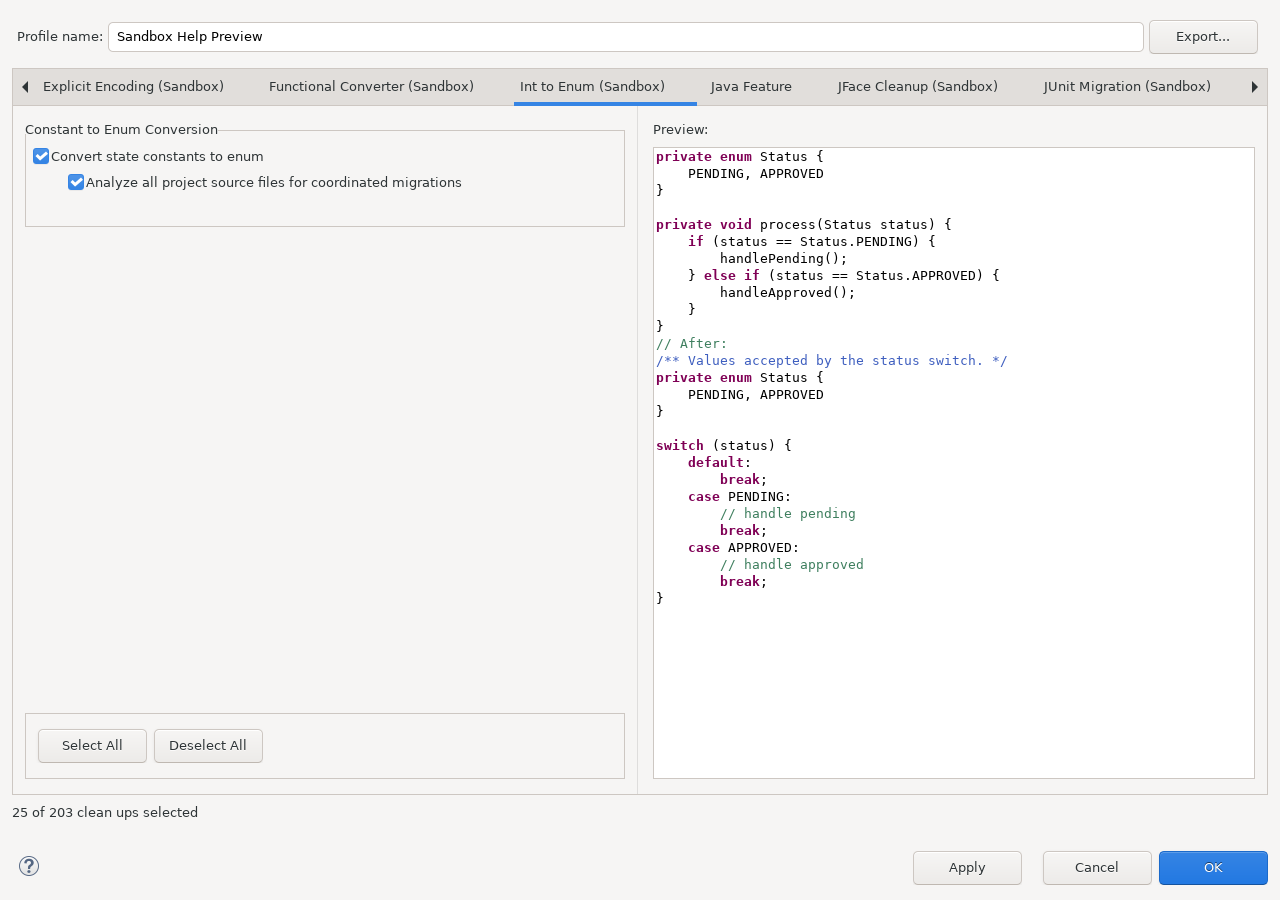 Profile name: Sandbox Help Preview Export...
Explicit Encoding (Sandbox) Functional Converter (Sandbox) Int to Enum (Sandbox) Java Feature JFace Cleanup (Sandbox) JUnit Migration (Sandbox)
Constant to Enum Conversion
Convert state constants to enum
Analyze all project source files for coordinated migrations
Select All Deselect All
Preview:
private enum Status {
    PENDING, APPROVED
}

private void process(Status status) {
    if (status == Status.PENDING) {
        handlePending();
    } else if (status == Status.APPROVED) {
        handleApproved();
    }
}
// After:
/** Values accepted by the status switch. */
private enum Status {
    PENDING, APPROVED
}

switch (status) {
    default:
        break;
    case PENDING:
        // handle pending
        break;
    case APPROVED:
        // handle approved
        break;
}
25 of 203 clean ups selected
? Apply Cancel OK